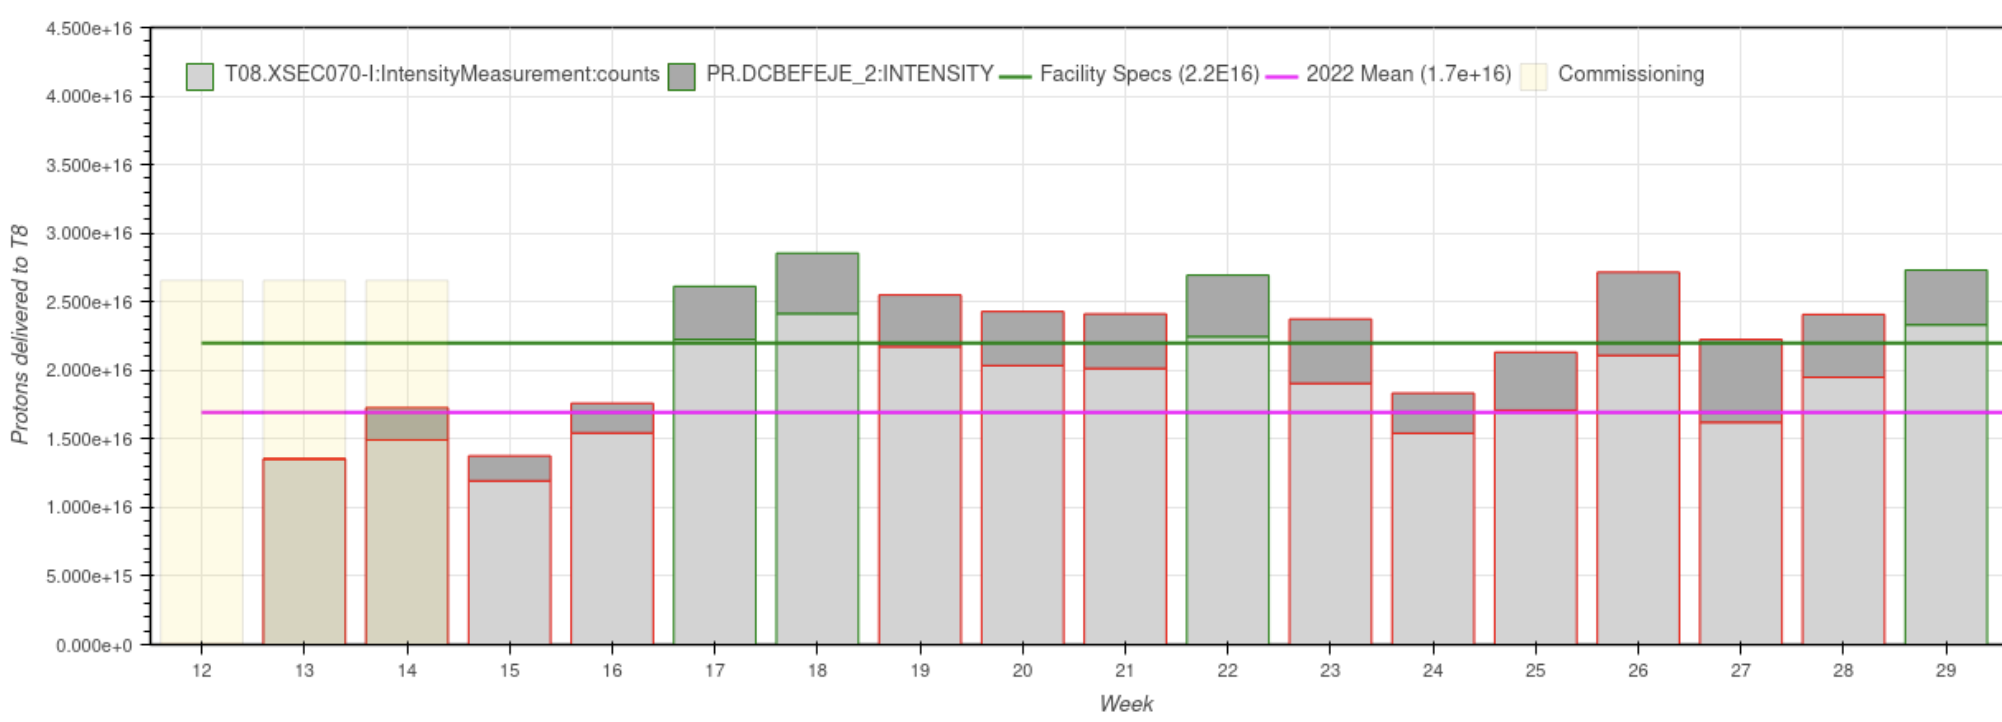 T08.XSEC070-I:IntensityMeasurement:counts PR.DCBEFEJE_2:INTENSITY Facility Specs (2.2E16) 2022 Mean (1.7e+16) Commissioning
4.500e+16
4.000e+16
3.500e+16
3.000e+16
2.500e+16
2.000e+16
1.500e+16
1.000e+16
5.000e+15
0.000e+0
Protons delivered to T8
12 13 14 15 16 17 18 19 20 21 22 23 24 25 26 27 28 29
Week